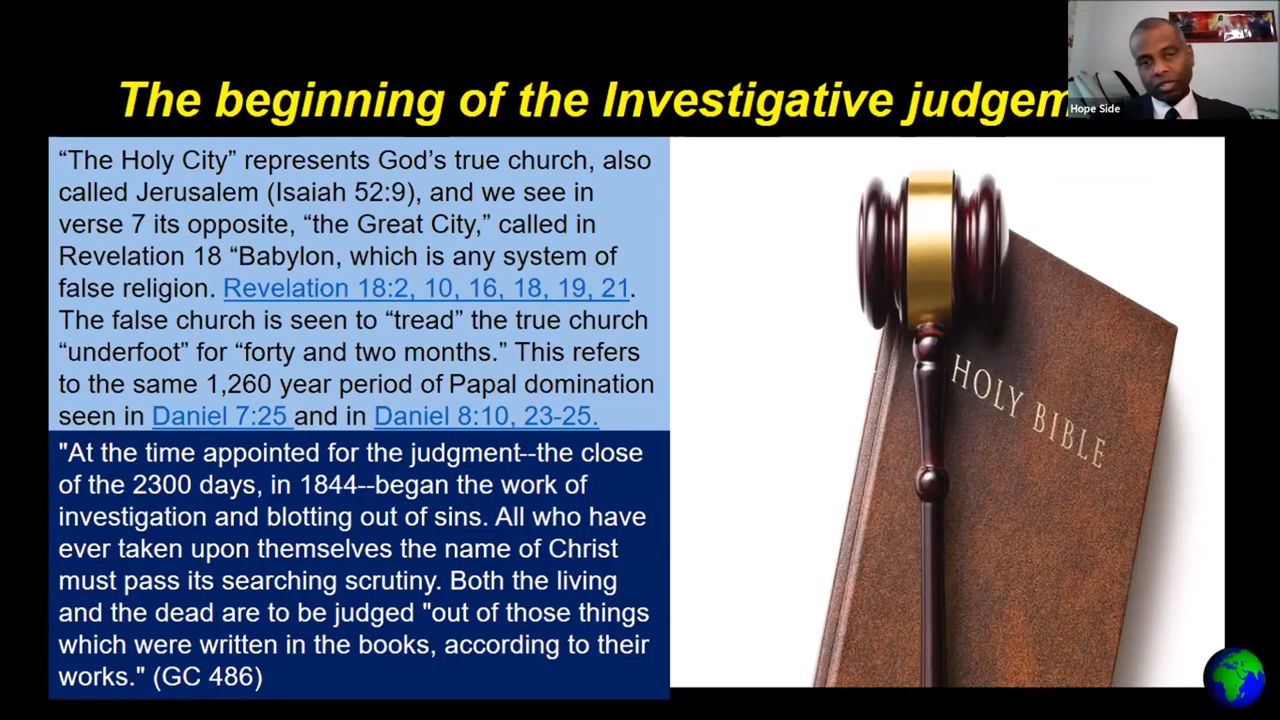 The beginning of the Investigative judgem
Hope Side
“The Holy City” represents God’s true church, also
called Jerusalem (Isaiah 52:9), and we see in
verse 7 its opposite, “the Great City,” called in
Revelation 18 “Babylon, which is any system of
false religion. Revelation 18:2, 10, 16, 18, 19, 21.
The false church is seen to “tread” the true church
“underfoot” for “forty and two months.” This refers
to the same 1,260 year period of Papal domination
seen in Daniel 7:25 and in Daniel 8:10, 23-25.
"At the time appointed for the judgment--the close
of the 2300 days, in 1844--began the work of
investigation and blotting out of sins. All who have
ever taken upon themselves the name of Christ
must pass its searching scrutiny. Both the living
and the dead are to be judged "out of those things
which were written in the books, according to their
works." (GC 486)
HOLY BIBLE